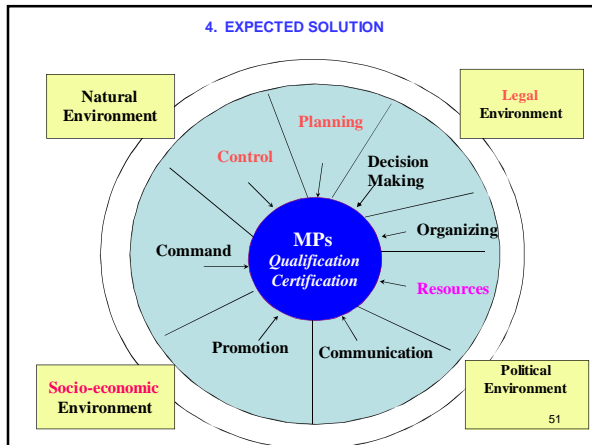 4. EXPECTED SOLUTION
Natural
Environment
Legal
Environment
Planning
Control
Decision
Making
Organizing
MPs
Qualification
Certification
Command
Resources
Promotion
Communication
Socio-economic
Environment
Political
Environment
51